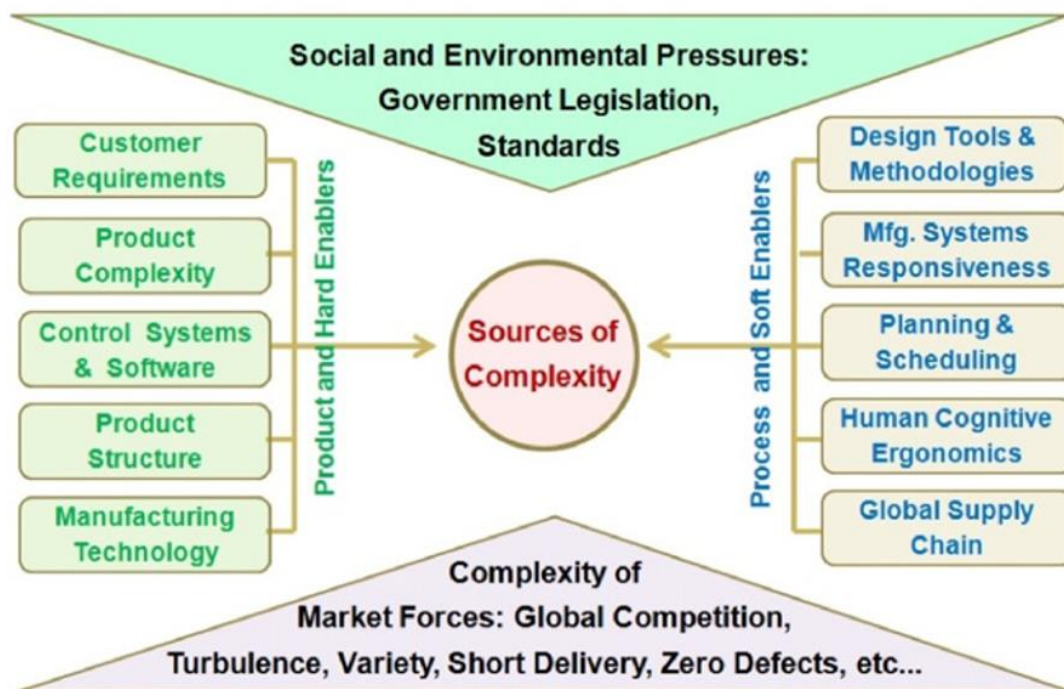 Social and Environmental Pressures:
Government Legislation,
Standards
Customer
Requirements
Product
Complexity
Control Systems
& Software
Product
Structure
Manufacturing
Technology
Product and Hard Enablers
Sources of
Complexity
Process and Soft Enablers
Design Tools &
Methodologies
Mfg. Systems
Responsiveness
Planning &
Scheduling
Human Cognitive
Ergonomics
Global Supply
Chain
Complexity of
Market Forces: Global Competition,
Turbulence, Variety, Short Delivery, Zero Defects, etc...